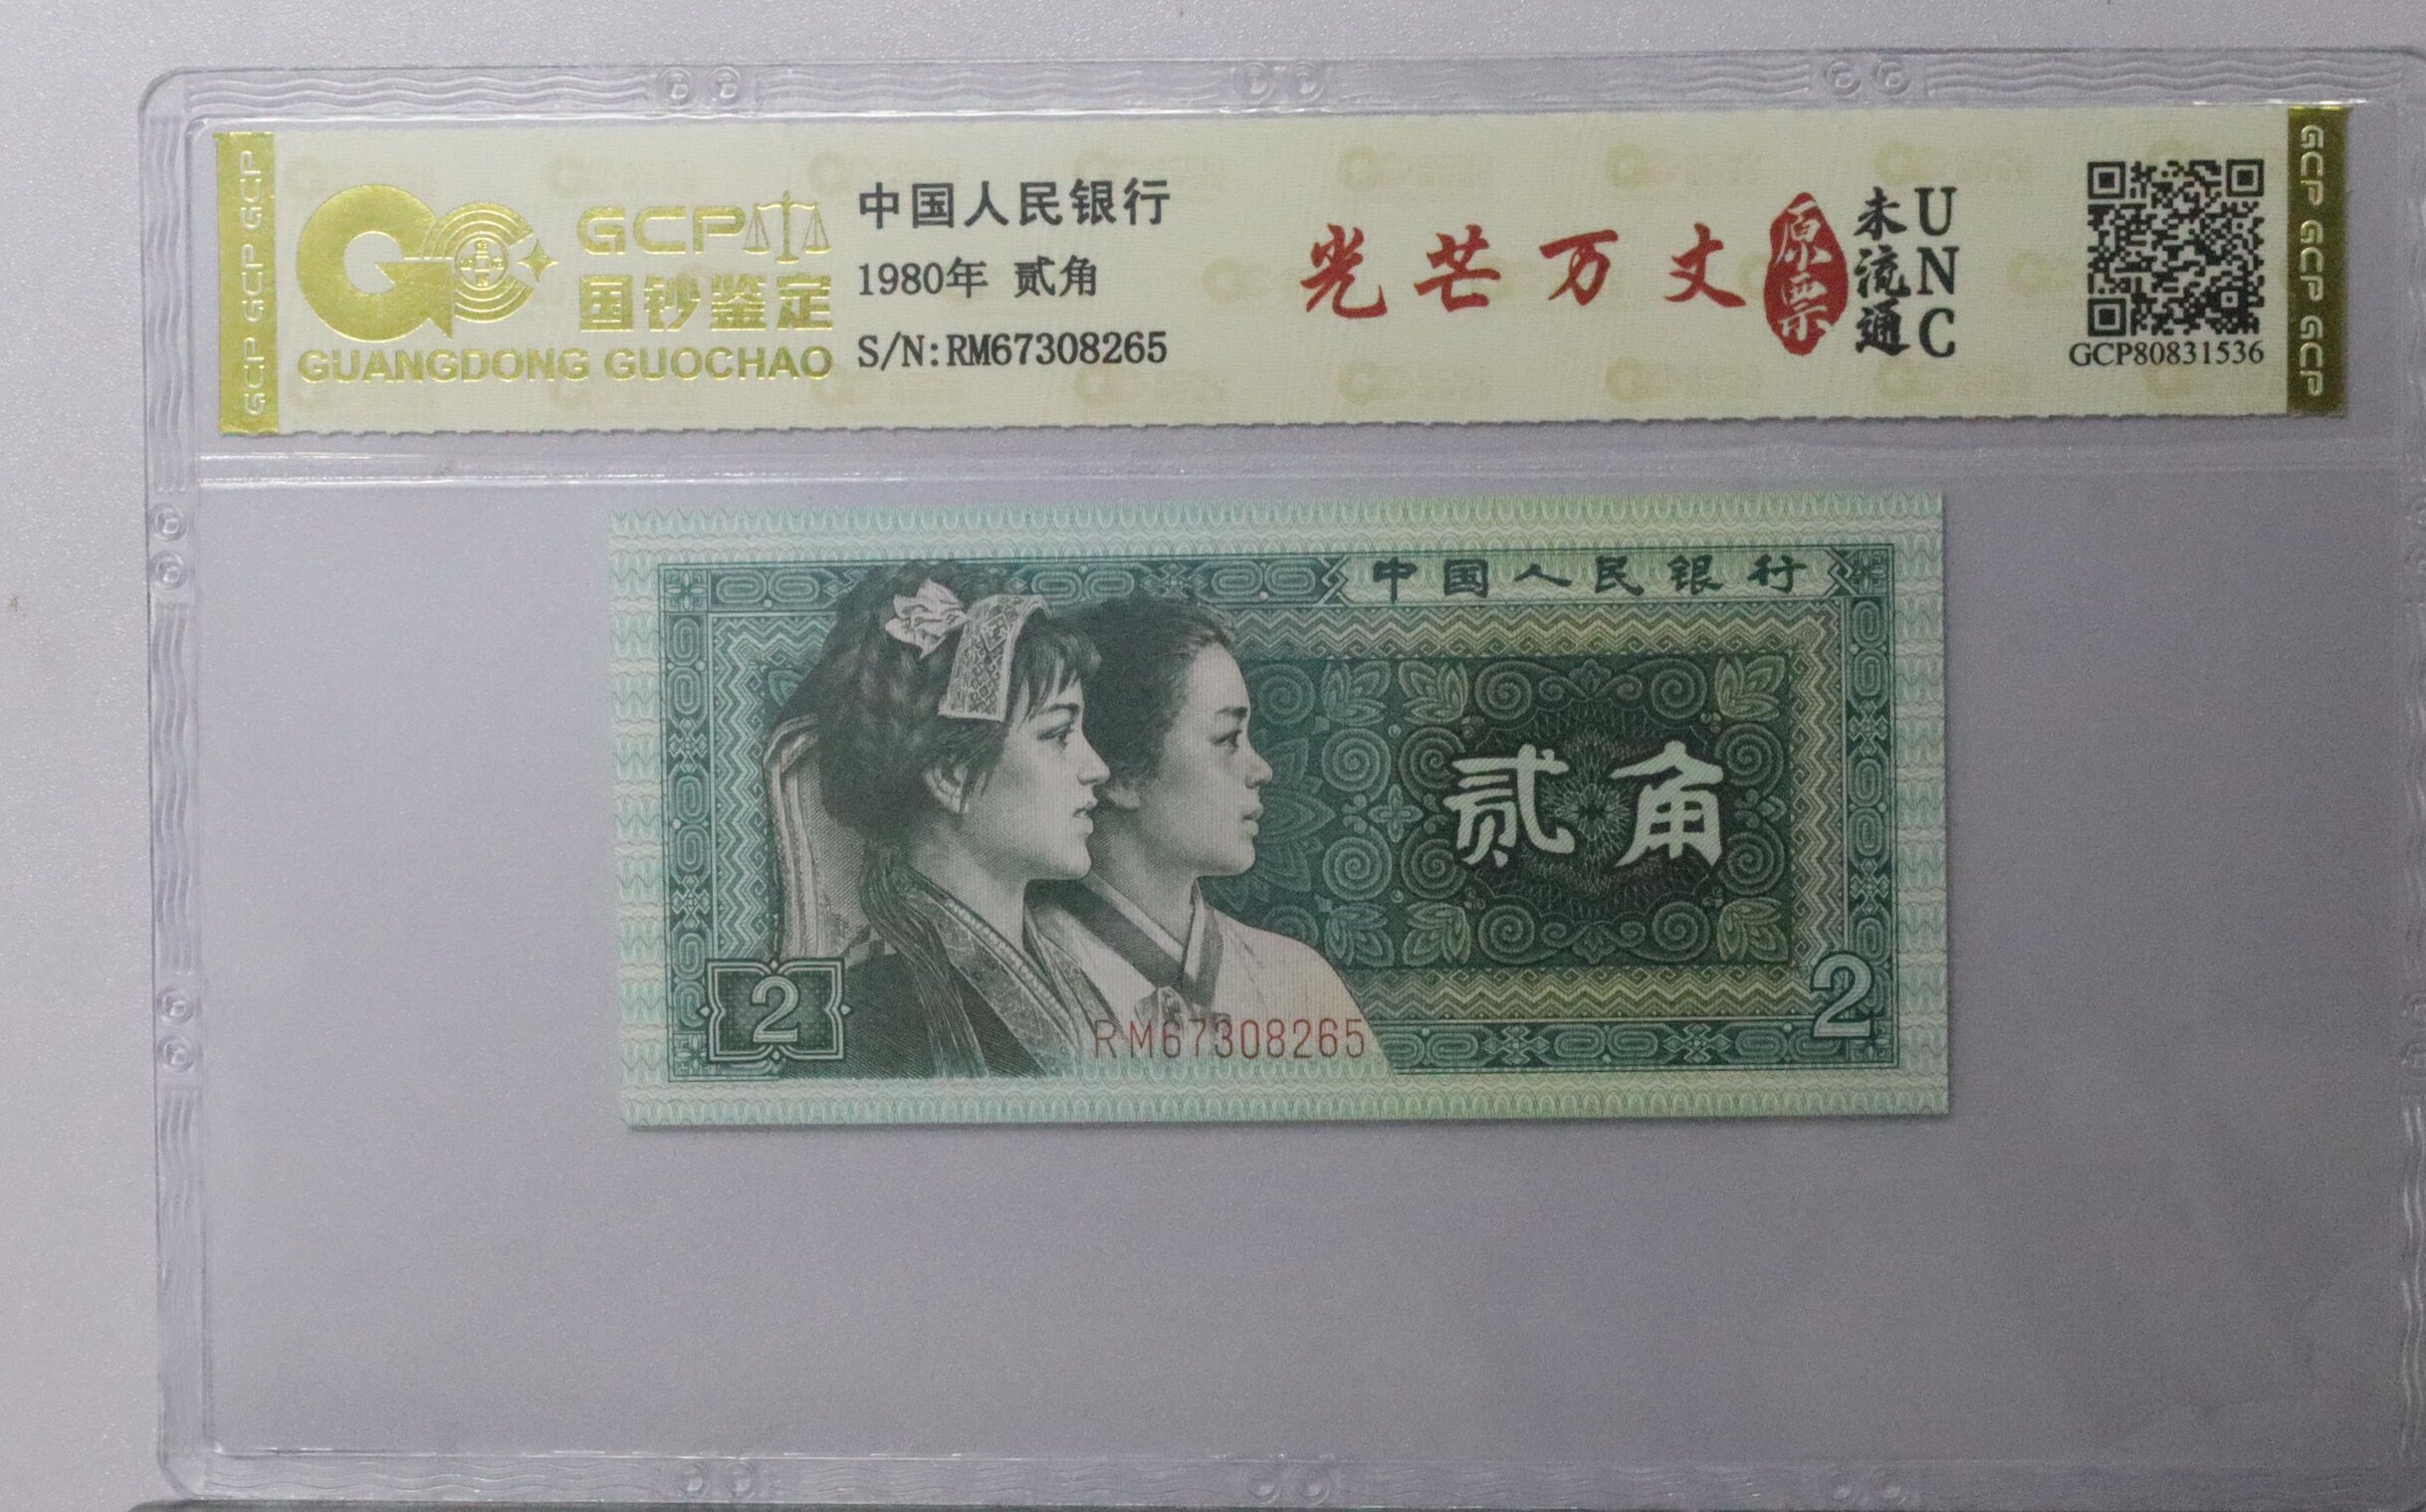 GCP GCP GCP
GCP
国钞鉴定
GUANGDONG GUOCHAO
中国人民银行
1980年 贰角
S/N:RM67308265
光芒万丈
原票
未流通
UNC
GCP80831536
GCP GCP GCP
中国人民银行
贰角
2
2
RM67308265